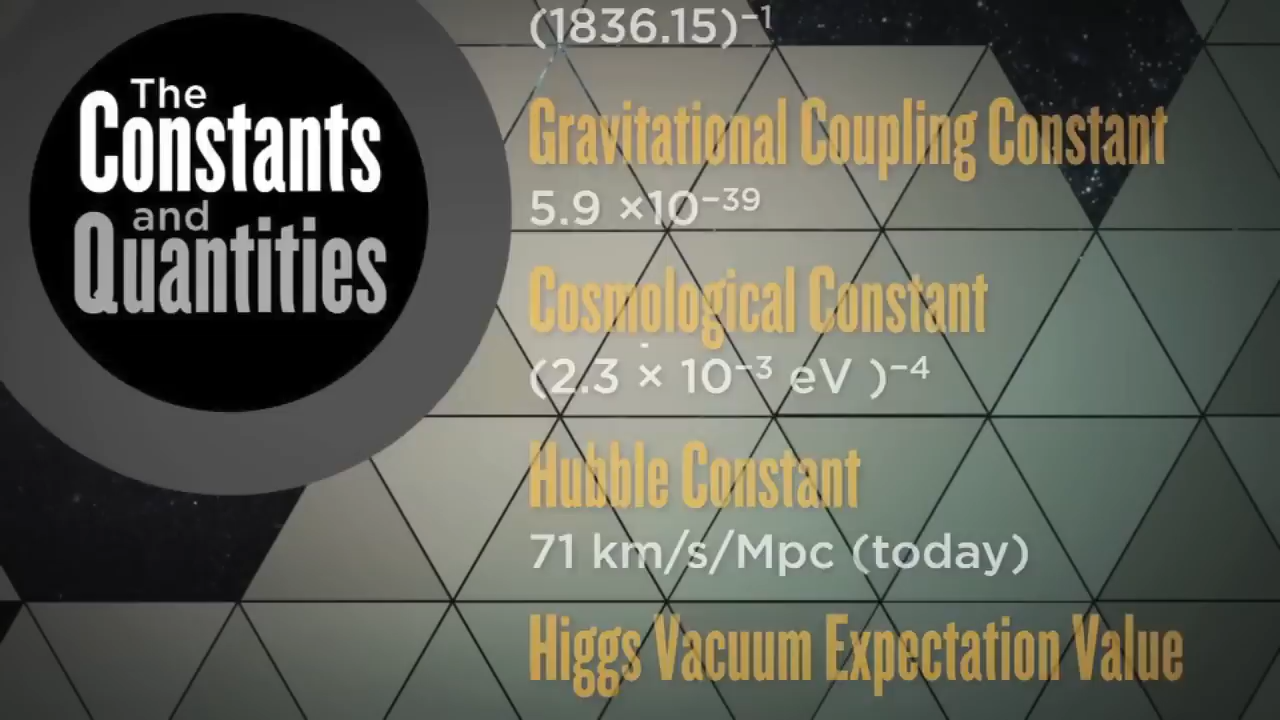 The
Constants
and
Quantities
(1836.15)⁻¹
Gravitational Coupling Constant
5.9 ×10⁻³⁹
Cosmological Constant
(2.3 × 10⁻³ eV )⁻⁴
Hubble Constant
71 km/s/Mpc (today)
Higgs Vacuum Expectation Value